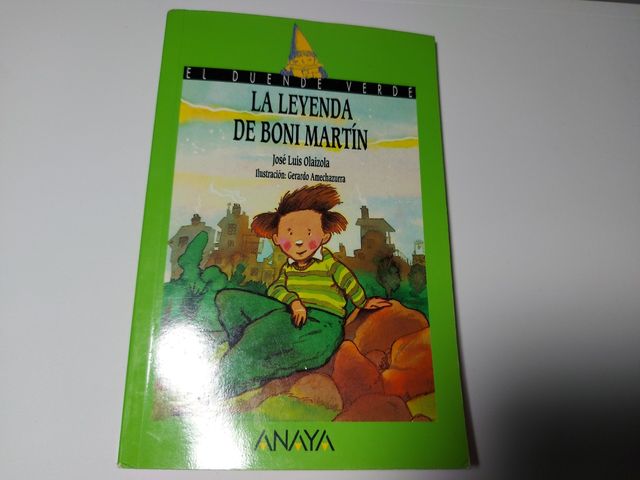 EL DUENDE VERDE
LA LEYENDA
DE BONI MARTÍN
José Luis Olaizola
Ilustración: Gerardo Amechazurra
ANAYA